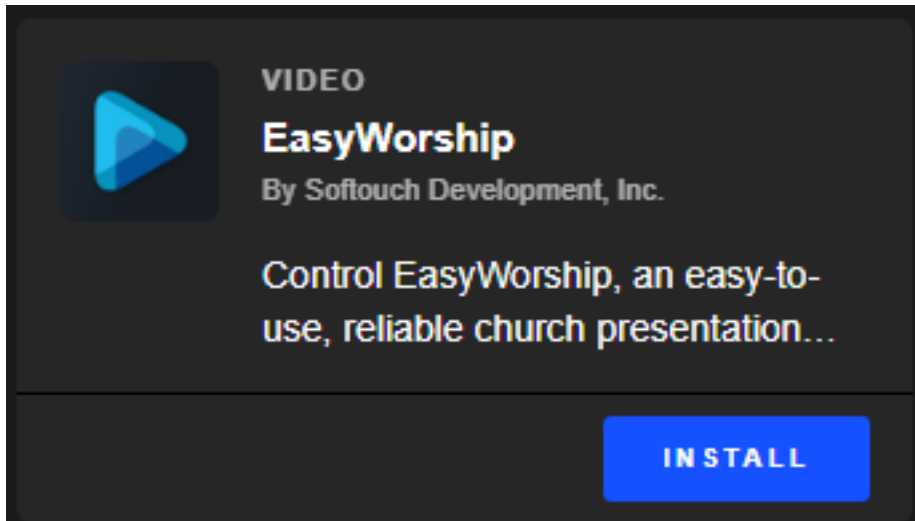 VIDEO
EasyWorship
By Softouch Development, Inc.
Control EasyWorship, an easy-to-
use, reliable church presentation...
INSTALL